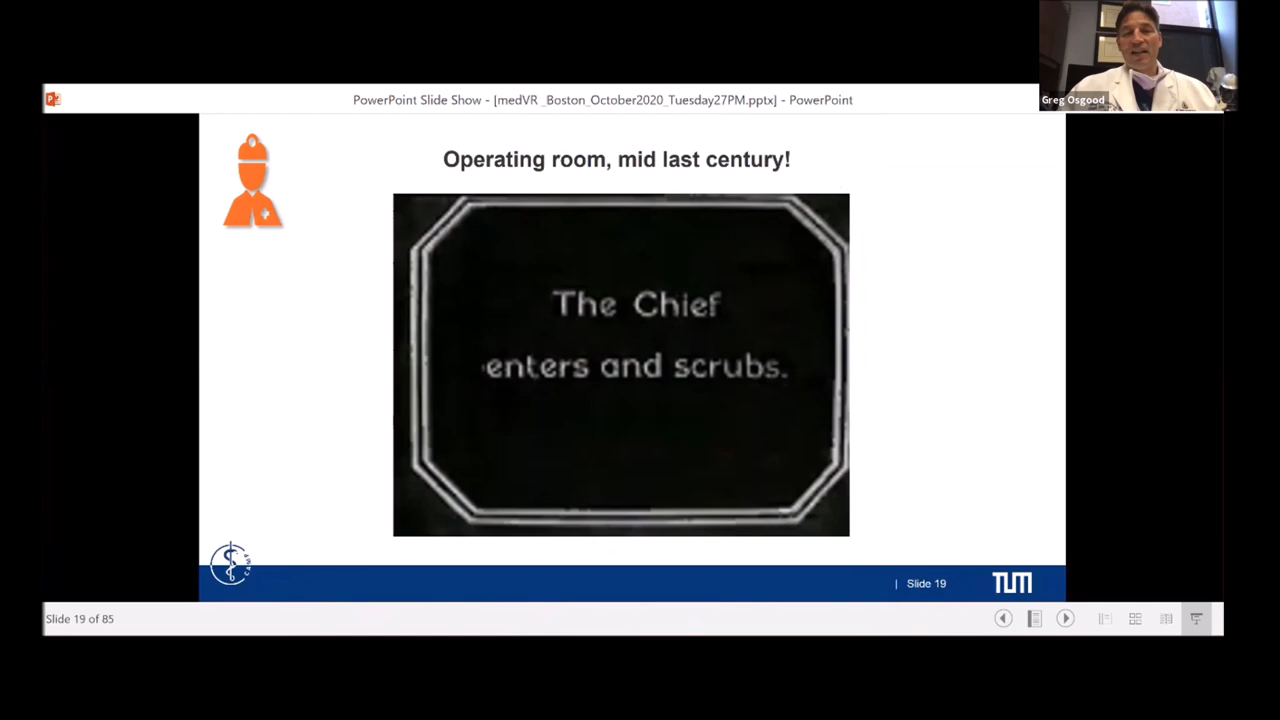 Greg Osgood
PowerPoint Slide Show - [medVR _Boston_October2020_Tuesday27PM.pptx] - PowerPoint
Operating room, mid last century!
The Chief
enters and scrubs.
CAMP
| Slide 19
TUM
Slide 19 of 85